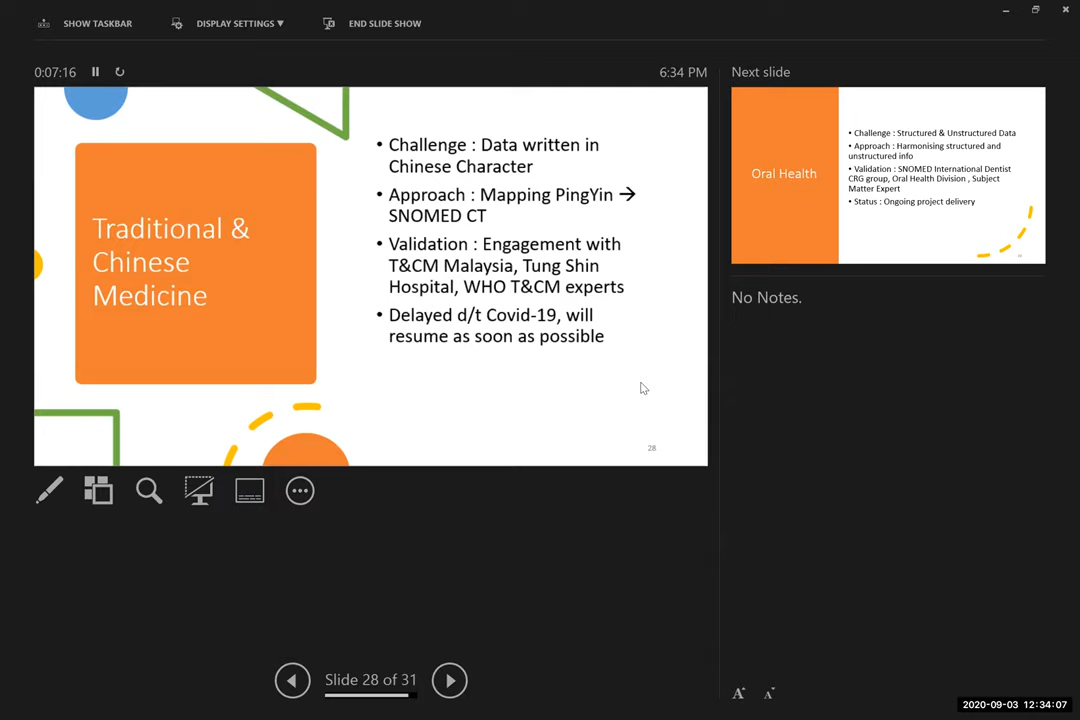 SHOW TASKBAR
DISPLAY SETTINGS ▼
END SLIDE SHOW
0:07:16
6:34 PM
Traditional &
Chinese
Medicine
• Challenge : Data written in
Chinese Character
• Approach : Mapping PingYin →
SNOMED CT
• Validation : Engagement with
T&CM Malaysia, Tung Shin
Hospital, WHO T&CM experts
• Delayed d/t Covid-19, will
resume as soon as possible
28
Next slide
Oral Health
• Challenge : Structured & Unstructured Data
• Approach : Harmonising structured and
unstructured info
• Validation : SNOMED International Dentist
CRG group, Oral Health Division , Subject
Matter Expert
• Status : Ongoing project delivery
No Notes.
Slide 28 of 31
A A
2020-09-03 12:34:07